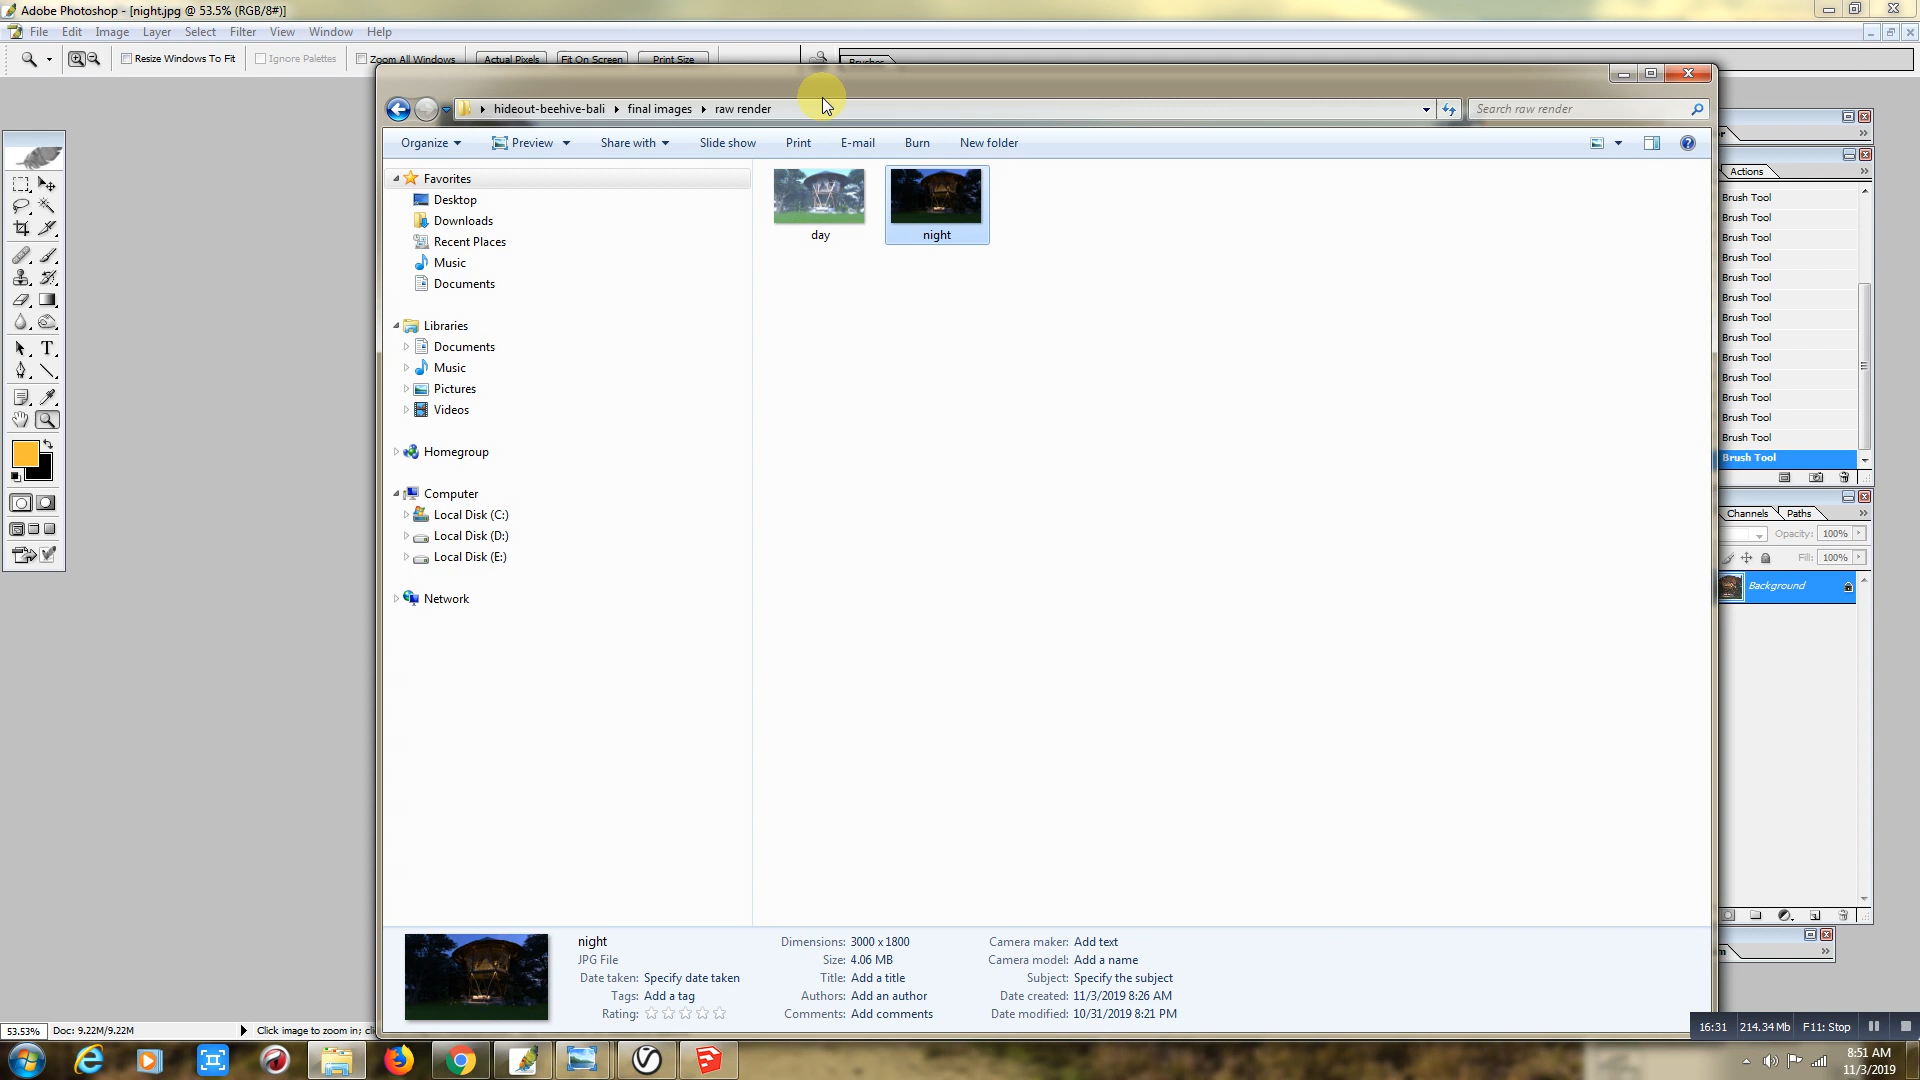 Adobe Photoshop - [night.jpg @ 53.5% (RGB/8#)]
File Edit Image Layer Select Filter View Window Help
Resize Windows To Fit Ignore Palettes Zoom All Windows Actual Pixels Fit On Screen Print Size Brushes
hideout-beehive-bali final images raw render Search raw render
Organize Preview Share with Slide show Print E-mail Burn New folder
Favorites
Desktop
Downloads
Recent Places
Music
Documents
Libraries
Documents
Music
Pictures
Videos
Homegroup
Computer
Local Disk (C:)
Local Disk (D:)
Local Disk (E:)
Network
day
night
Actions
Brush Tool
Brush Tool
Brush Tool
Brush Tool
Brush Tool
Brush Tool
Brush Tool
Brush Tool
Brush Tool
Brush Tool
Brush Tool
Brush Tool
Brush Tool
Brush Tool
Channels Paths
Opacity: 100%
Fill: 100%
Background
night
JPG File
Date taken: Specify date taken
Tags: Add a tag
Rating:
Dimensions: 3000 x 1800
Size: 4.06 MB
Title: Add a title
Authors: Add an author
Comments: Add comments
Camera maker: Add text
Camera model: Add a name
Subject: Specify the subject
Date created: 11/3/2019 8:26 AM
Date modified: 10/31/2019 8:21 PM
53.53% Doc: 9.22M/9.22M Click image to zoom in;
16:31 214.34Mb F11: Stop
8:51 AM
11/3/2019